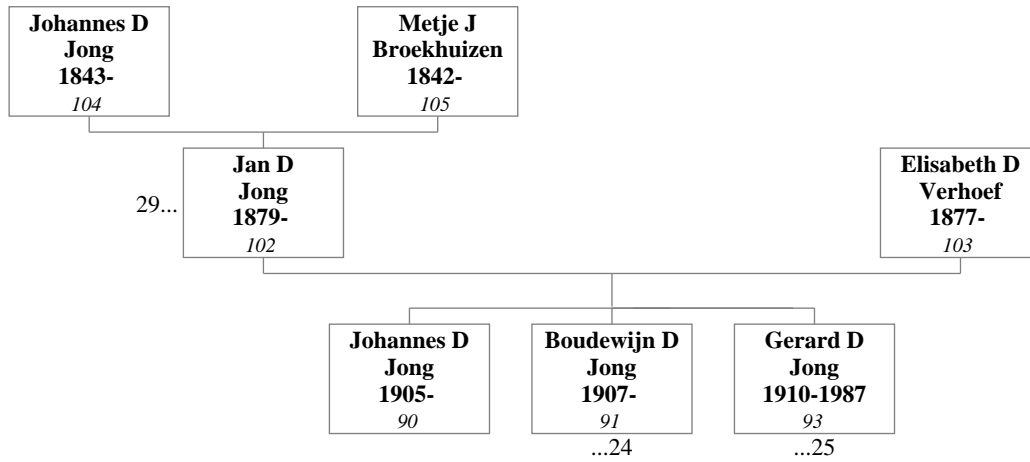 Johannes D
Jong
1843-
104
Metje J
Broekhuizen
1842-
105
29...
Jan D
Jong
1879-
102
Elisabeth D
Verhoef
1877-
103
Johannes D
Jong
1905-
90
Boudewijn D
Jong
1907-
91
...24
Gerard D
Jong
1910-1987
93
...25